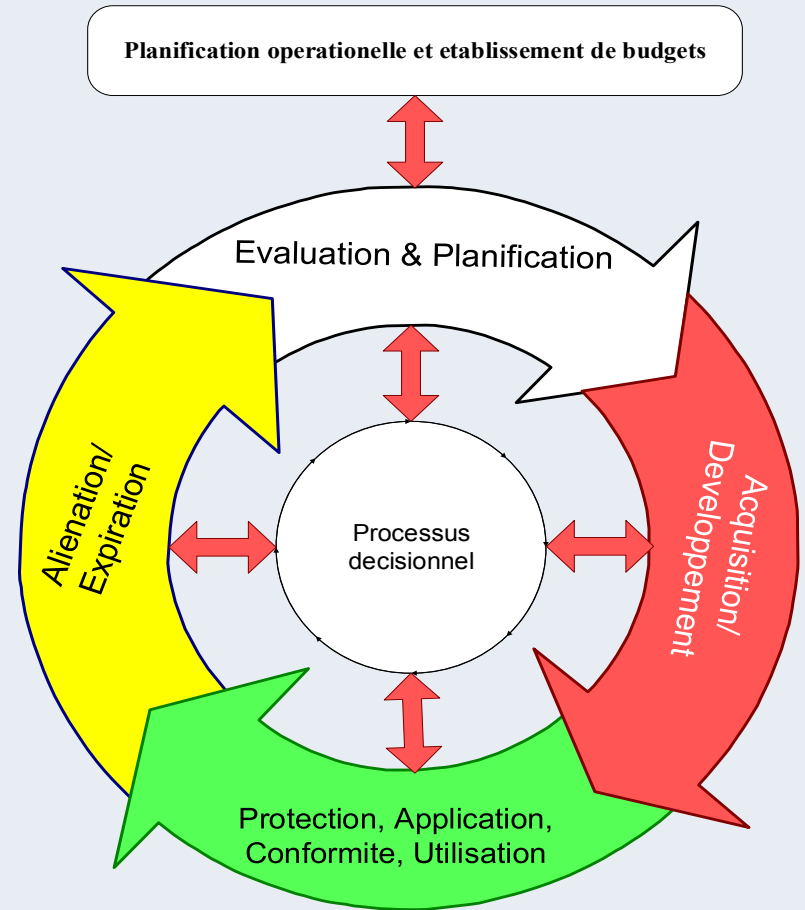 Planification operationelle et etablissement de budgets
Evaluation & Planification
Acquisition/
Developpement
Protection, Application,
Conformite, Utilisation
Alienation/
Expiration
Processus
decisionnel